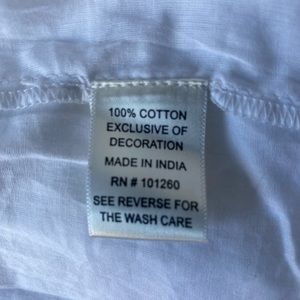 100% COTTON
EXCLUSIVE OF
DECORATION
MADE IN INDIA
RN # 101260
SEE REVERSE FOR
THE WASH CARE